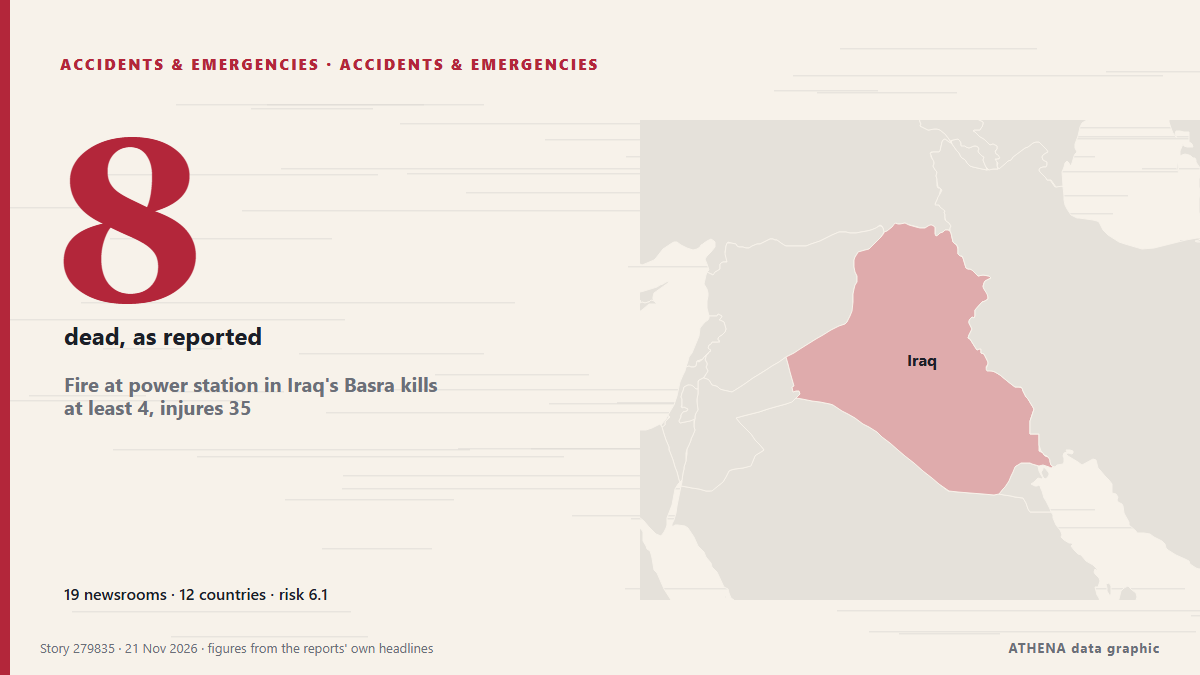 ACCIDENTS & EMERGENCIES · ACCIDENTS & EMERGENCIES
8
dead, as reported
Fire at power station in Iraq's Basra kills
at least 4, injures 35
Iraq
19 newsrooms · 12 countries · risk 6.1
Story 279835 · 21 Nov 2026 · figures from the reports' own headlines
ATHENA data graphic